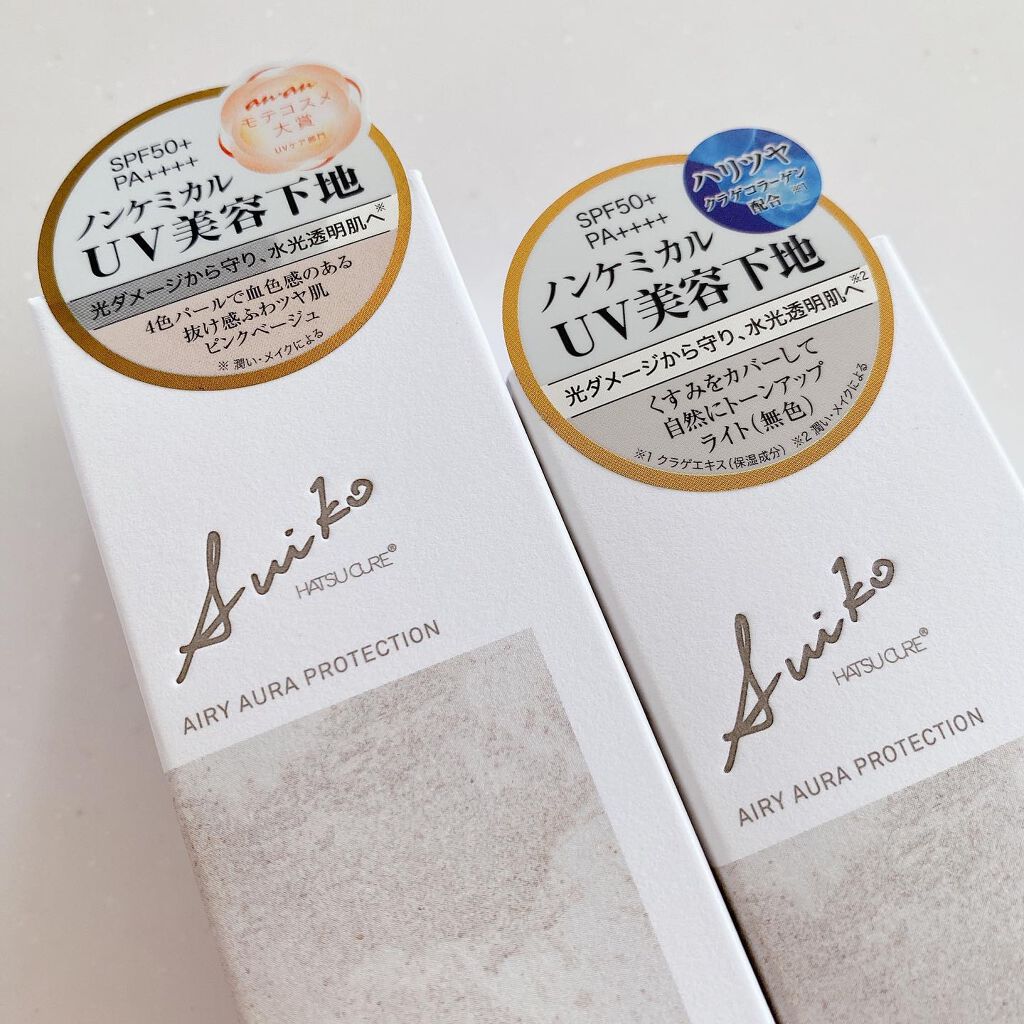 an·an
モテコスメ
大賞
UVケア部門
SPF50+
PA++++
ノンケミカル
UV美容下地
光ダメージから守り、水光透明肌へ※
4色パールで血色感のある
抜け感ふわツヤ肌
ピンクベージュ
※ 潤い・メイクによる
Suiko
HATSUCURE®
AIRY AURA PROTECTION
ハリツヤ
クラゲコラーゲン※1
配合
SPF50+
PA++++
ノンケミカル
UV美容下地
光ダメージから守り、水光透明肌へ※2
くすみをカバーして
自然にトーンアップ
ライト(無色)
※1 クラゲエキス(保湿成分) ※2 潤い・メイクによる
Suiko
HATSUCURE®
AIRY AURA PROTECTION